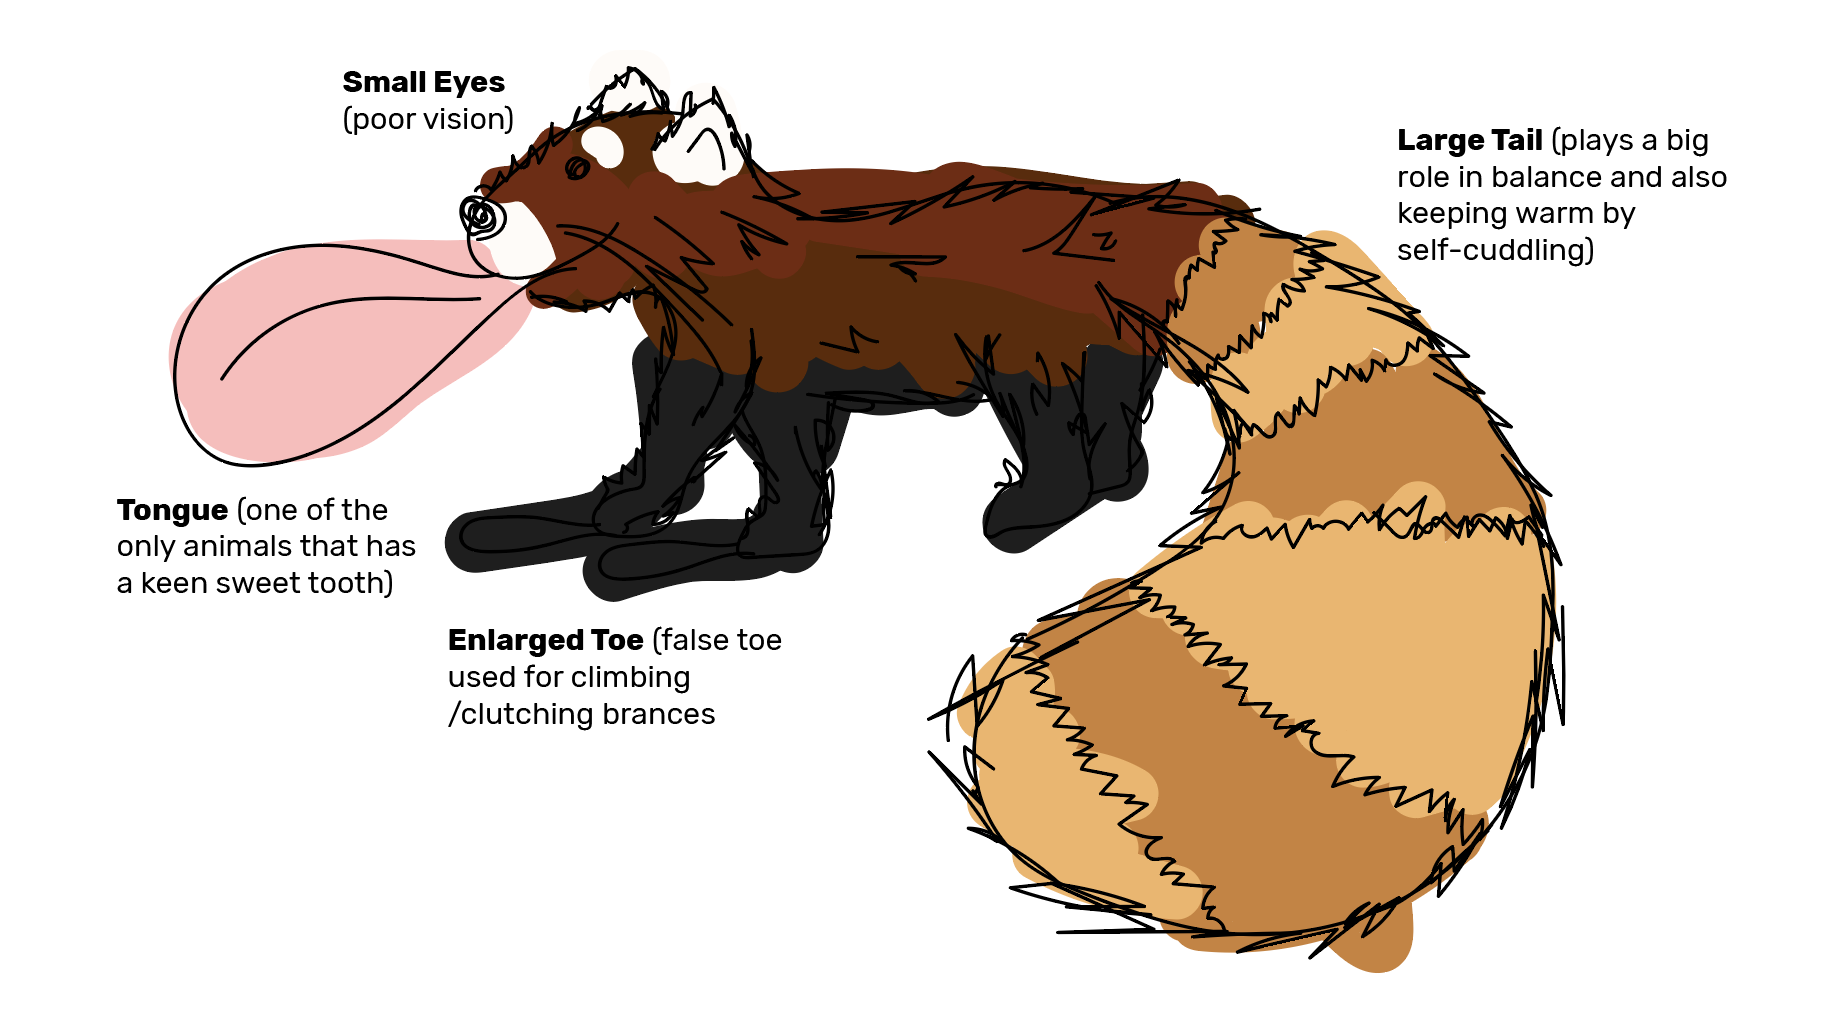 Small Eyes
(poor vision)
Large Tail (plays a big
role in balance and also
keeping warm by
self-cuddling)
Tongue (one of the
only animals that has
a keen sweet tooth)
Enlarged Toe (false toe
used for climbing
/clutching brances